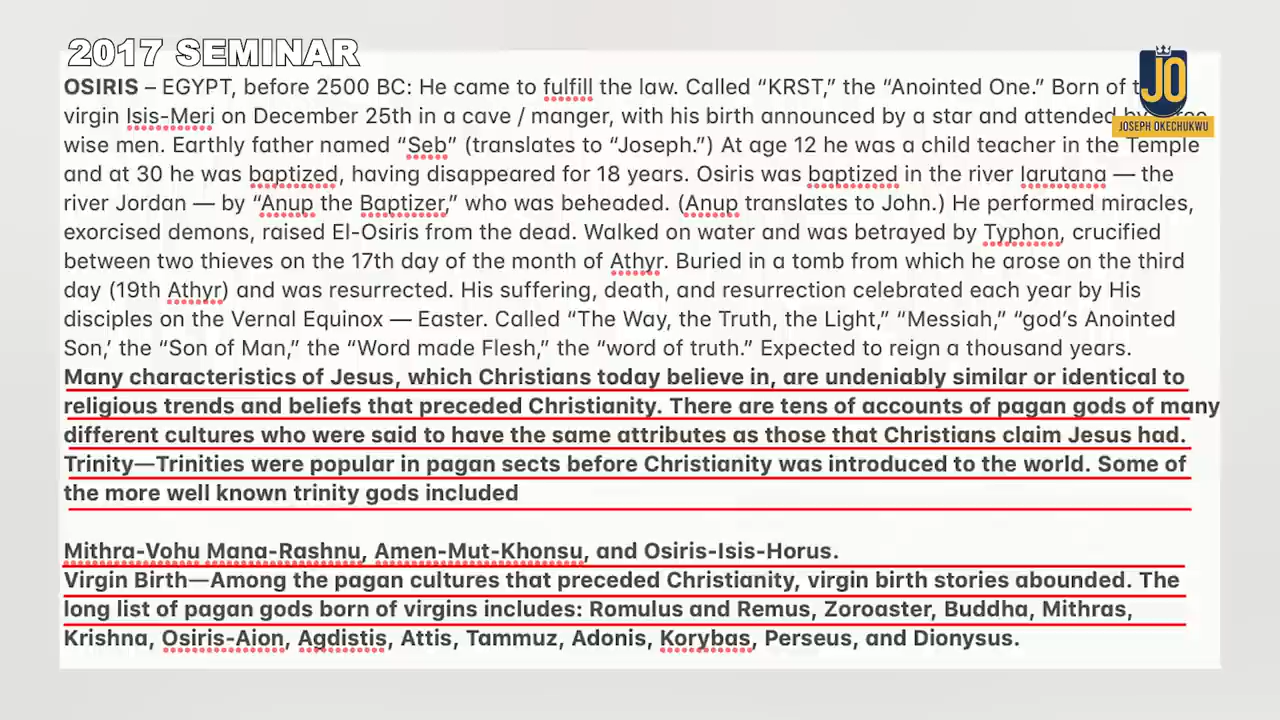 2017 SEMINAR
JO
JOSEPH OKECHUKWU
OSIRIS – EGYPT, before 2500 BC: He came to fulfill the law. Called “KRST,” the “Anointed One.” Born of
virgin Isis-Meri on December 25th in a cave / manger, with his birth announced by a star and attended
wise men. Earthly father named “Seb” (translates to “Joseph.”) At age 12 he was a child teacher in the Temple
and at 30 he was baptized, having disappeared for 18 years. Osiris was baptized in the river Iarutana — the
river Jordan — by “Anup the Baptizer,” who was beheaded. (Anup translates to John.) He performed miracles,
exorcised demons, raised El-Osiris from the dead. Walked on water and was betrayed by Typhon, crucified
between two thieves on the 17th day of the month of Athyr. Buried in a tomb from which he arose on the third
day (19th Athyr) and was resurrected. His suffering, death, and resurrection celebrated each year by His
disciples on the Vernal Equinox — Easter. Called “The Way, the Truth, the Light,” “Messiah,” “god’s Anointed
Son,’ the “Son of Man,” the “Word made Flesh,” the “word of truth.” Expected to reign a thousand years.
Many characteristics of Jesus, which Christians today believe in, are undeniably similar or identical to
religious trends and beliefs that preceded Christianity. There are tens of accounts of pagan gods of many
different cultures who were said to have the same attributes as those that Christians claim Jesus had.
Trinity—Trinities were popular in pagan sects before Christianity was introduced to the world. Some of
the more well known trinity gods included
Mithra-Vohu Mana-Rashnu, Amen-Mut-Khonsu, and Osiris-Isis-Horus.
Virgin Birth—Among the pagan cultures that preceded Christianity, virgin birth stories abounded. The
long list of pagan gods born of virgins includes: Romulus and Remus, Zoroaster, Buddha, Mithras,
Krishna, Osiris-Aion, Agdistis, Attis, Tammuz, Adonis, Korybas, Perseus, and Dionysus.